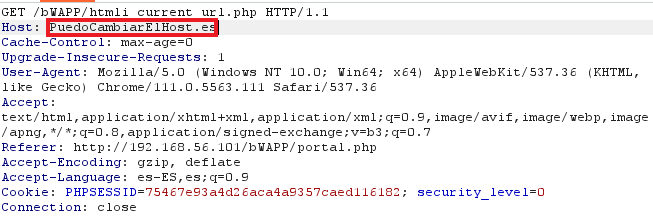 GET /bWAPP/htmli_current_url.php HTTP/1.1
Host: PuedoCambiarElHost.es
Cache-Control: max-age=0
Upgrade-Insecure-Requests: 1
User-Agent: Mozilla/5.0 (Windows NT 10.0; Win64; x64) AppleWebKit/537.36 (KHTML,
like Gecko) Chrome/111.0.5563.111 Safari/537.36
Accept:
text/html,application/xhtml+xml,application/xml;q=0.9,image/avif,image/webp,image
/apng,*/*;q=0.8,application/signed-exchange;v=b3;q=0.7
Referer: http://192.168.56.101/bWAPP/portal.php
Accept-Encoding: gzip, deflate
Accept-Language: es-ES,es;q=0.9
Cookie: PHPSESSID=75467e93a4d26aca4a9357caed116182; security_level=0
Connection: close